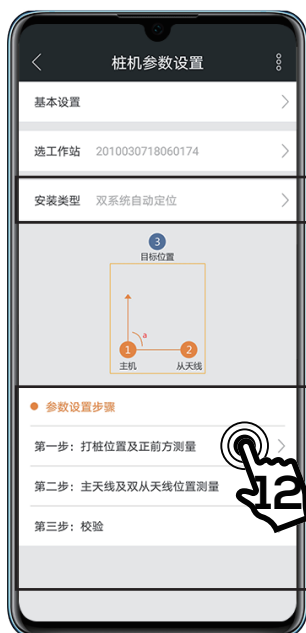 桩机参数设置
基本设置
选工作站 2010030718060174
安装类型 双系统自动定位
3
目标位置
a
1 2
主机 从天线
参数设置步骤
第一步：打桩位置及正前方测量
第二步：主天线及双从天线位置测量
12
第三步：校验